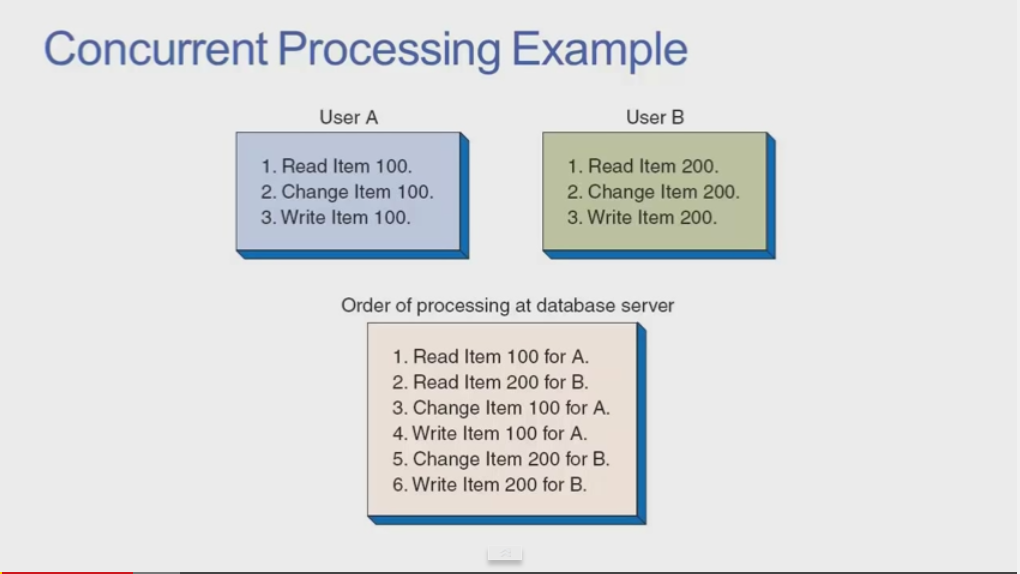 Concurrent Processing Example
User A
1. Read Item 100.
2. Change Item 100.
3. Write Item 100.
User B
1. Read Item 200.
2. Change Item 200.
3. Write Item 200.
Order of processing at database server
1. Read Item 100 for A.
2. Read Item 200 for B.
3. Change Item 100 for A.
4. Write Item 100 for A.
5. Change Item 200 for B.
6. Write Item 200 for B.